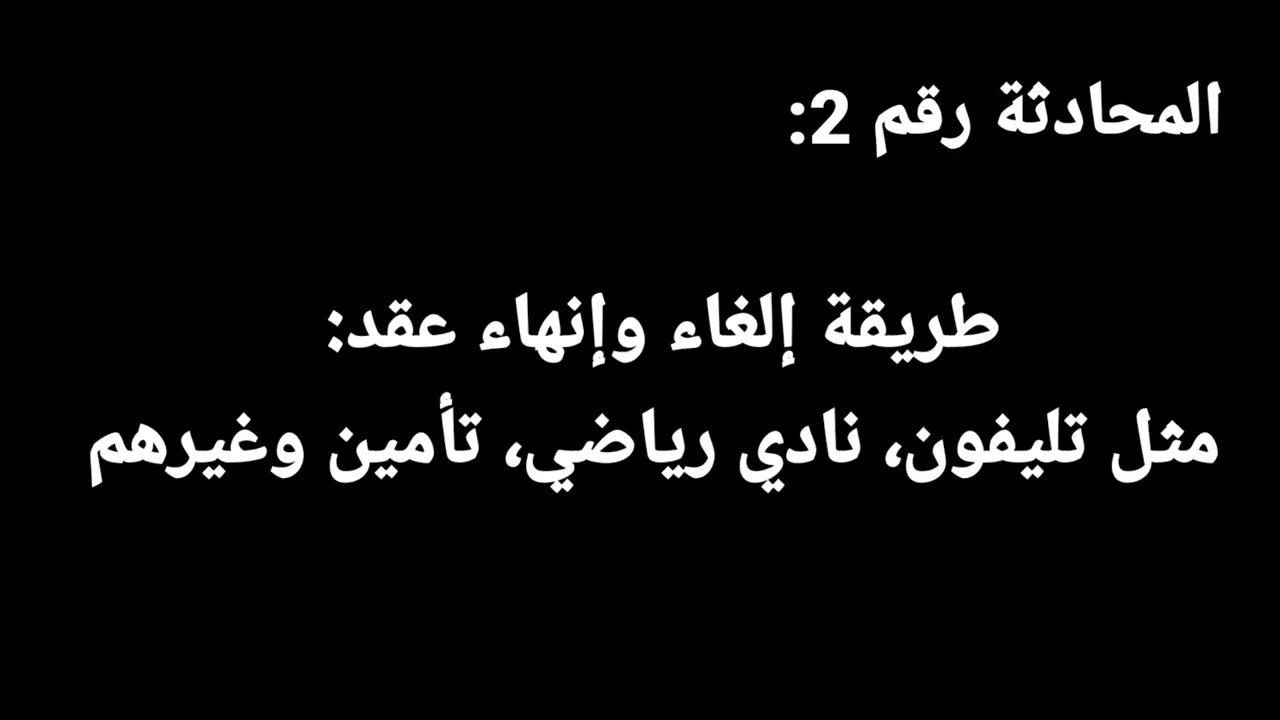 المحادثة رقم 2:
طريقة إلغاء وإنهاء عقد:
مثل تليفون، نادي رياضي، تأمين وغيرهم